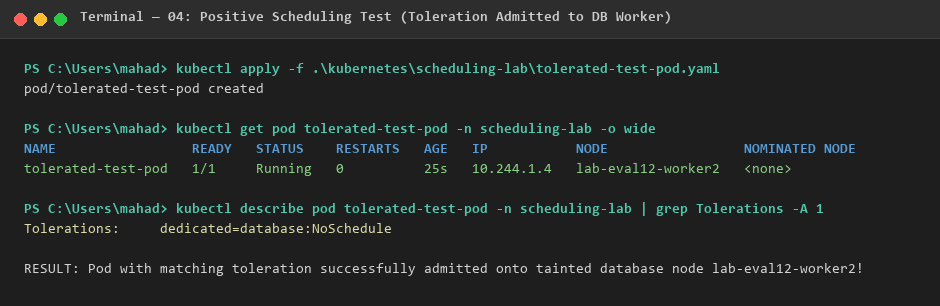 Terminal — 04: Positive Scheduling Test (Toleration Admitted to DB Worker)
PS C:\Users\mahad> kubectl apply -f .\kubernetes\scheduling-lab\tolerated-test-pod.yaml
pod/tolerated-test-pod created
PS C:\Users\mahad> kubectl get pod tolerated-test-pod -n scheduling-lab -o wide
NAME                 READY   STATUS    RESTARTS   AGE   IP           NODE                 NOMINATED NODE
tolerated-test-pod   1/1     Running   0          25s   10.244.1.4   lab-eval12-worker2   <none>
PS C:\Users\mahad> kubectl describe pod tolerated-test-pod -n scheduling-lab | grep Tolerations -A 1
Tolerations:     dedicated=database:NoSchedule
RESULT: Pod with matching toleration successfully admitted onto tainted database node lab-eval12-worker2!